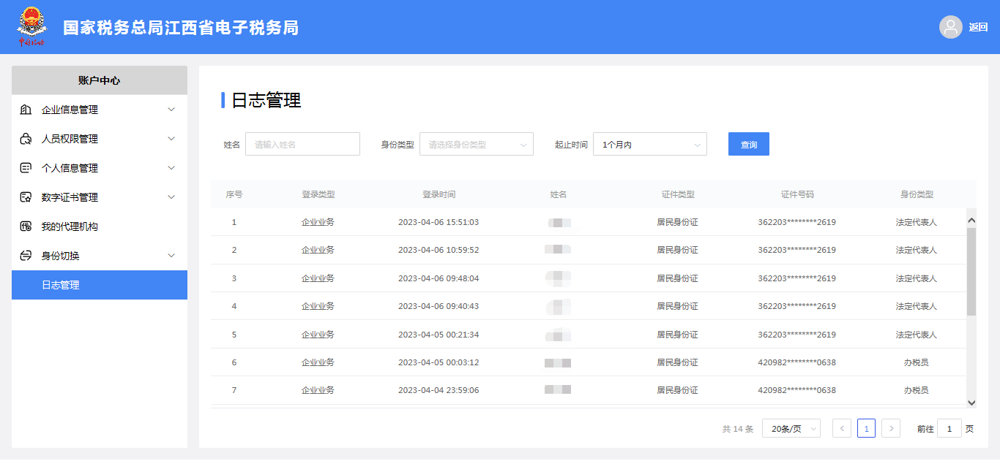 国家税务总局江西省电子税务局
返回
账户中心
企业信息管理
人员权限管理
个人信息管理
数字证书管理
我的代理机构
身份切换
日志管理
日志管理
姓名 请输入姓名 身份类型 请选择身份类型 起止时间 1个月内 查询
序号 登录类型 登录时间 姓名 证件类型 证件号码 身份类型
1 企业业务 2023-04-06 15:51:03 居民身份证 362203********2619 法定代表人
2 企业业务 2023-04-06 10:59:52 居民身份证 362203********2619 法定代表人
3 企业业务 2023-04-06 09:48:04 居民身份证 362203********2619 法定代表人
4 企业业务 2023-04-06 09:40:43 居民身份证 362203********2619 法定代表人
5 企业业务 2023-04-05 00:21:34 居民身份证 362203********2619 法定代表人
6 企业业务 2023-04-05 00:03:12 居民身份证 420982********0638 办税员
7 企业业务 2023-04-04 23:59:06 居民身份证 420982********0638 办税员
共 14 条 20条/页 1 前往 1 页